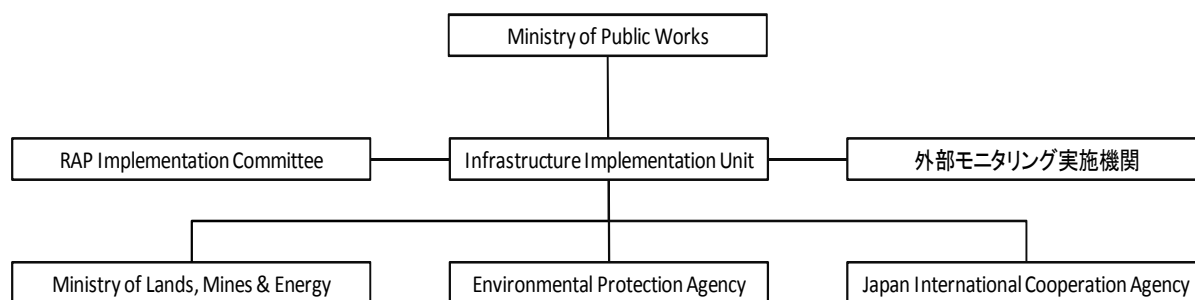 Ministry of Public Works
RAP Implementation Committee
Infrastructure Implementation Unit
外部モニタリング実施機関
Ministry of Lands, Mines & Energy
Environmental Protection Agency
Japan International Cooperation Agency